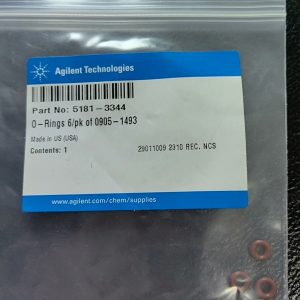 Agilent Technologies
Part No: 5181-3344
O-Rings 6/pk of 0905-1493
Made in US (USA)
Contents: 1
29011009 2310 REC. NCS
www.agilent.com/chem/supplies